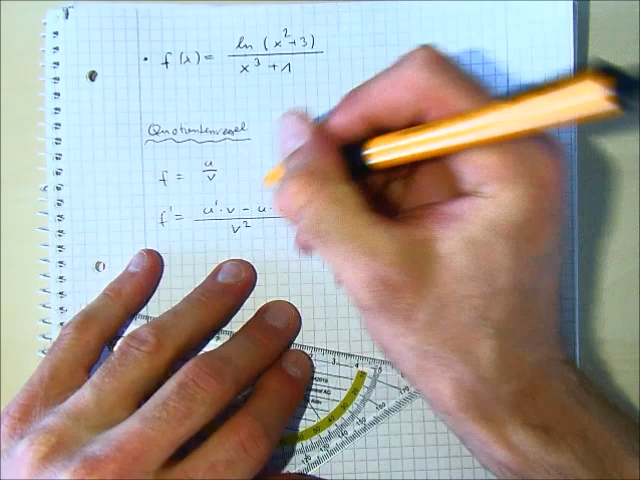 • f(x) = ln (x²+3) / x³ + 1
Quotientenregel
f = u / v
f' = u' · v - u · / v²